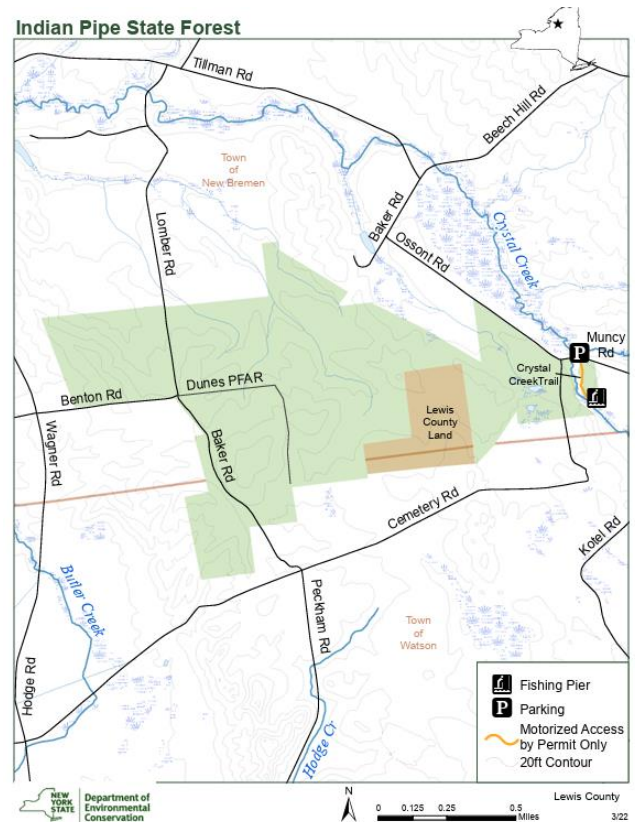 Indian Pipe State Forest
Tillman Rd
Beech Hill Rd
Town
of
New Bremen
Lomber Rd
Baker Rd
Ossont Rd
Crystal
Creek
P
Muncy
Rd
Crystal
CreekTrail
Dunes PFAR
Benton Rd
Lewis
County
Land
Wagner Rd
Baker Rd
Cemetery Rd
Kotel Rd
Butler Creek
Peckham Rd
Town
of
Watson
Hodge Rd
Hodge Cr
Fishing Pier
P Parking
Motorized Access
by Permit Only
20ft Contour
NEW
YORK
STATE
Department of
Environmental
Conservation
N
0 0.125 0.25 0.5
Miles
Lewis County
3/22